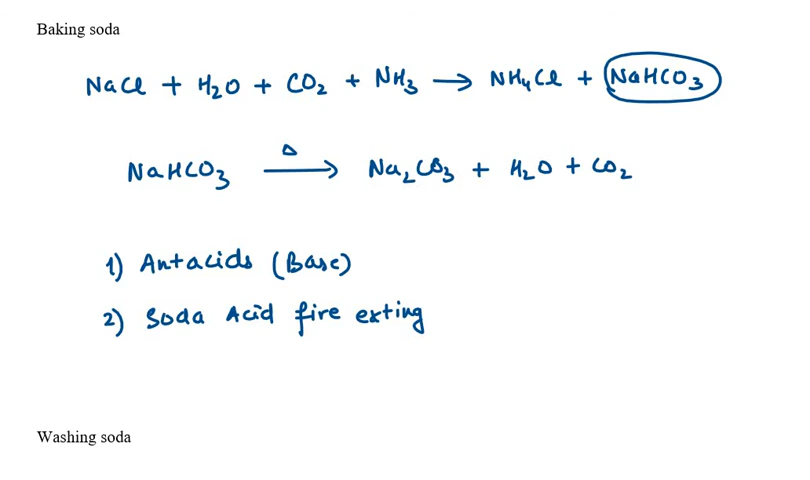 Baking soda
NaCl + H₂O + CO₂ + NH₃ → NH₄Cl + NaHCO₃
NaHCO₃ Δ→ Na₂CO₃ + H₂O + CO₂
1) Antacids (Base)
2) Soda Acid fire exting
Washing soda